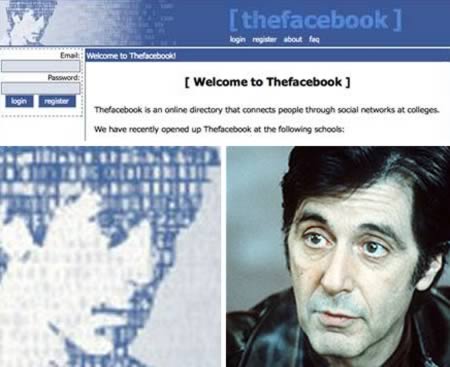 [thefacebook]
login register about faq
Email:
Password:
login register
Welcome to Thefacebook!
[ Welcome to Thefacebook ]
Thefacebook is an online directory that connects people through social networks at colleges.
We have recently opened up Thefacebook at the following schools: